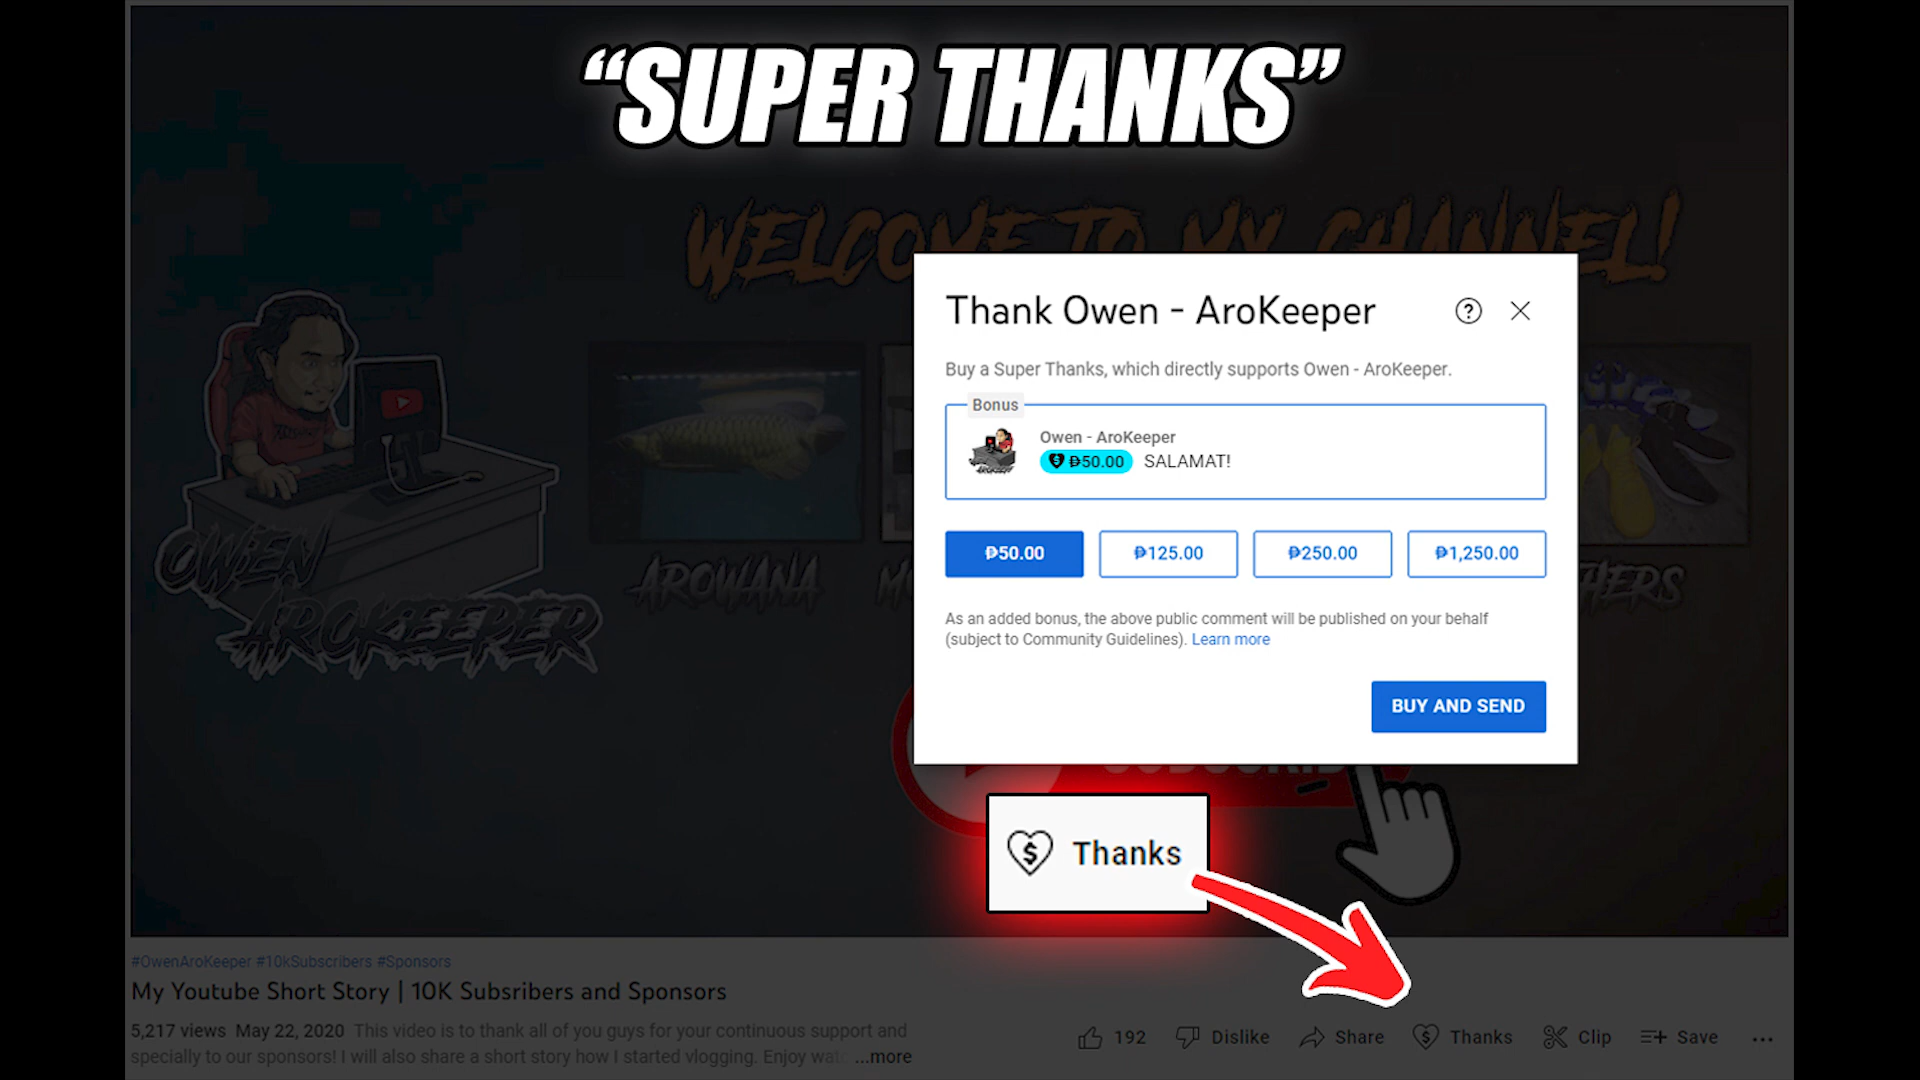 “SUPER THANKS”
WELCOME TO MY CHANNEL!
Thank Owen - AroKeeper
Buy a Super Thanks, which directly supports Owen - AroKeeper.
Bonus
Owen - AroKeeper
₱50.00 SALAMAT!
₱50.00 ₱125.00 ₱250.00 ₱1,250.00
As an added bonus, the above public comment will be published on your behalf
(subject to Community Guidelines). Learn more
BUY AND SEND
OWEN
AROKEEPER
AROWANA
Thanks
#OwenAroKeeper #10kSubscribers #Sponsors
My Youtube Short Story | 10K Subsribers and Sponsors
5,217 views May 22, 2020 This video is to thank all of you guys for your continuous support and
specially to our sponsors! I will also share a short story how I started vlogging. Enjoy ...more
192 Dislike Share Thanks Clip Save